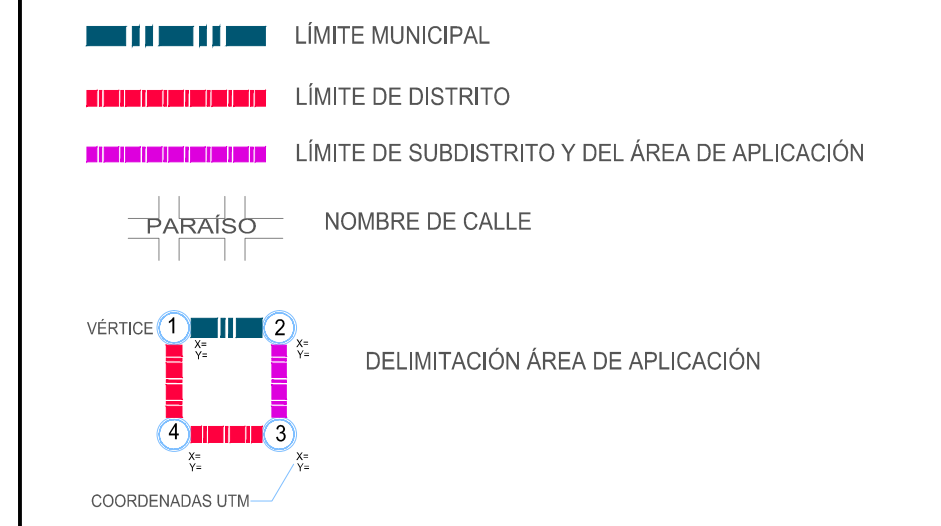 LÍMITE MUNICIPAL
LÍMITE DE DISTRITO
LÍMITE DE SUBDISTRITO Y DEL ÁREA DE APLICACIÓN
PARAÍSO
NOMBRE DE CALLE
VÉRTICE
1
2
X=
Y=
X=
Y=
DELIMITACIÓN ÁREA DE APLICACIÓN
4
3
X=
Y=
X=
Y=
COORDENADAS UTM